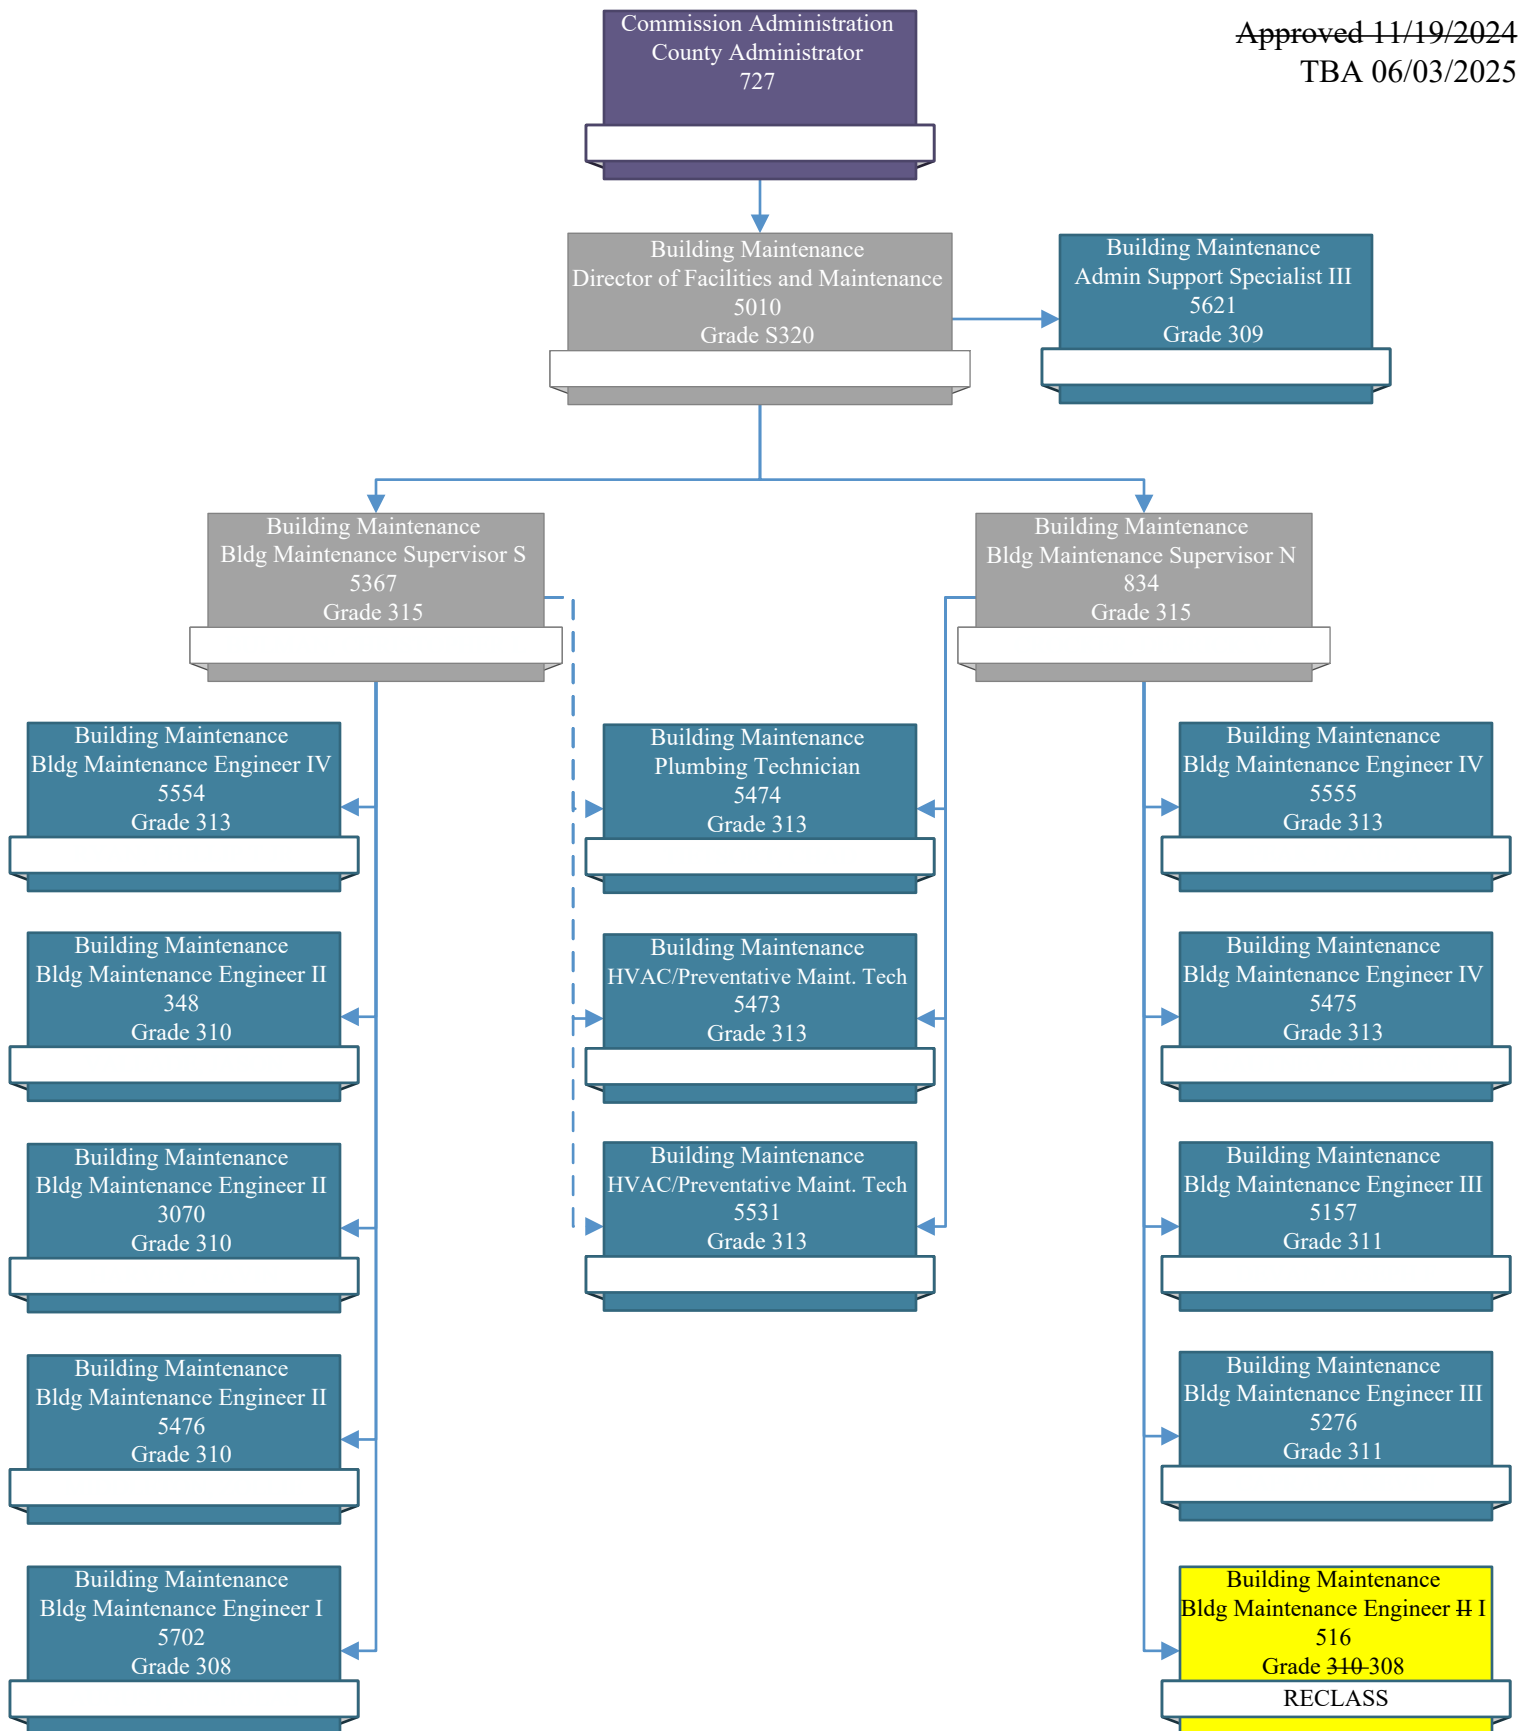 Commission Administration
County Administrator
727
Approved 11/19/2024
TBA 06/03/2025
Building Maintenance
Director of Facilities and Maintenance
5010
Grade S320
Building Maintenance
Admin Support Specialist III
5621
Grade 309
Building Maintenance
Bldg Maintenance Supervisor S
5367
Grade 315
Building Maintenance
Bldg Maintenance Supervisor N
834
Grade 315
Building Maintenance
Bldg Maintenance Engineer IV
5554
Grade 313
Building Maintenance
Plumbing Technician
5474
Grade 313
Building Maintenance
Bldg Maintenance Engineer IV
5555
Grade 313
Building Maintenance
Bldg Maintenance Engineer II
348
Grade 310
Building Maintenance
HVAC/Preventative Maint. Tech
5473
Grade 313
Building Maintenance
Bldg Maintenance Engineer IV
5475
Grade 313
Building Maintenance
Bldg Maintenance Engineer II
3070
Grade 310
Building Maintenance
HVAC/Preventative Maint. Tech
5531
Grade 313
Building Maintenance
Bldg Maintenance Engineer III
5157
Grade 311
Building Maintenance
Bldg Maintenance Engineer II
5476
Grade 310
Building Maintenance
Bldg Maintenance Engineer III
5276
Grade 311
Building Maintenance
Bldg Maintenance Engineer I
5702
Grade 308
Building Maintenance
Bldg Maintenance Engineer II I
516
Grade 310 308
RECLASS